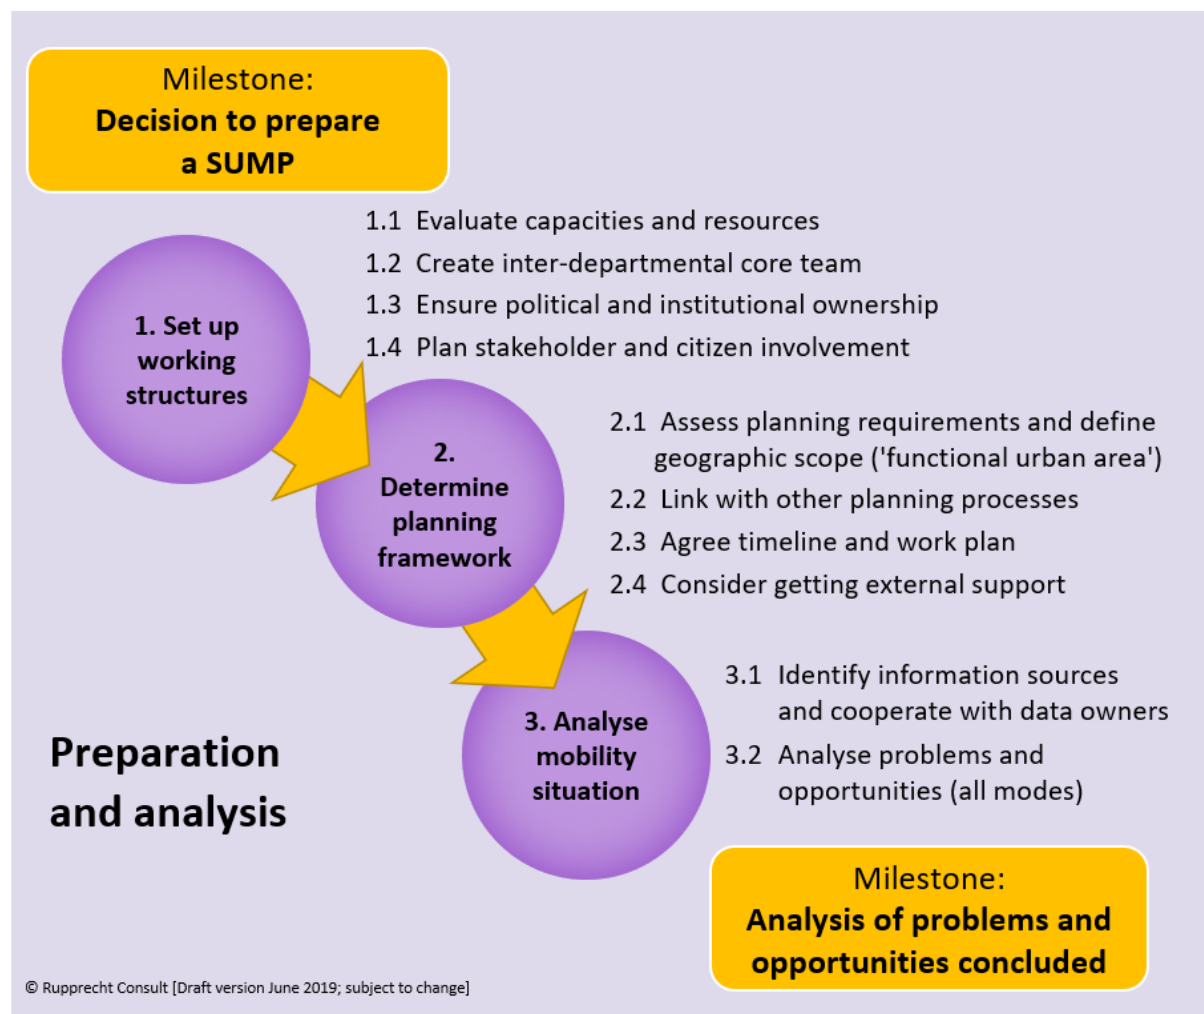 Milestone:
Decision to prepare
a SUMP
1.1 Evaluate capacities and resources
1.2 Create inter-departmental core team
1.3 Ensure political and institutional ownership
1.4 Plan stakeholder and citizen involvement
1. Set up
working
structures
2.1 Assess planning requirements and define
geographic scope ('functional urban area')
2.2 Link with other planning processes
2.3 Agree timeline and work plan
2.4 Consider getting external support
2.
Determine
planning
framework
3.1 Identify information sources
and cooperate with data owners
3.2 Analyse problems and
opportunities (all modes)
3. Analyse
mobility
situation
Preparation
and analysis
Milestone:
Analysis of problems and
opportunities concluded
© Rupprecht Consult [Draft version June 2019; subject to change]